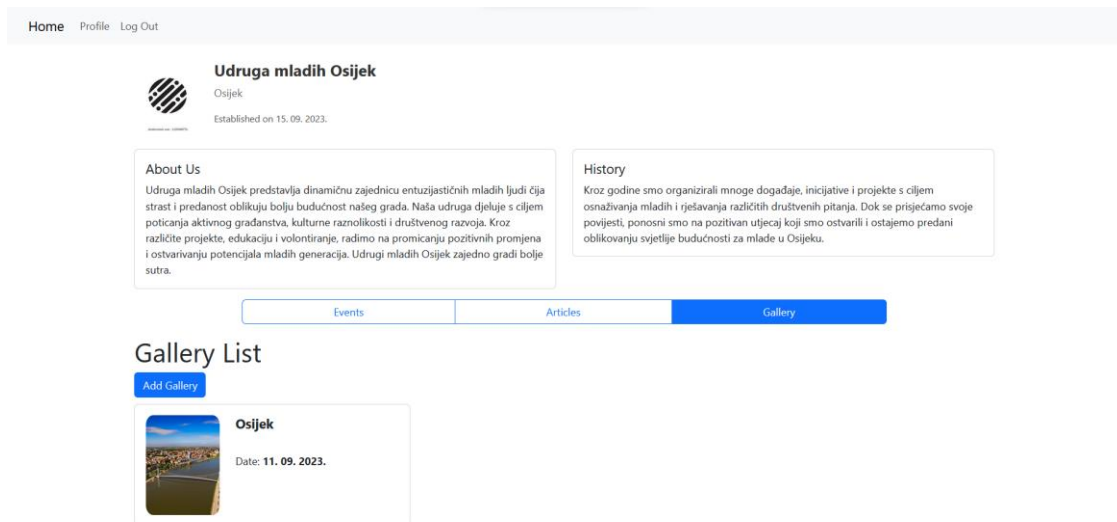 Home Profile Log Out
Udruga mladih Osijek
Osijek
Established on 15. 09. 2023.
About Us
Udruga mladih Osijek predstavlja dinamičnu zajednicu entuzijastičnih mladih ljudi čija
strast i predanost oblikuju bolju budućnost našeg grada. Naša udruga djeluje s ciljem
poticanja aktivnog građanstva, kulturne raznolikosti i društvenog razvoja. Kroz
različite projekte, edukaciju i volontiranje, radimo na promicanju pozitivnih promjena
i ostvarivanju potencijala mladih generacija. Udrugi mladih Osijek zajedno gradi bolje
sutra.
History
Kroz godine smo organizirali mnoge događaje, inicijative i projekte s ciljem
osnaživanja mladih i rješavanja različitih društvenih pitanja. Dok se prisjećamo svoje
povijesti, ponosni smo na pozitivan utjecaj koji smo ostvarili i ostajemo predani
oblikovanju svjetlije budućnosti za mlade u Osijeku.
Events Articles Gallery
Gallery List
Add Gallery
Osijek
Date: 11. 09. 2023.